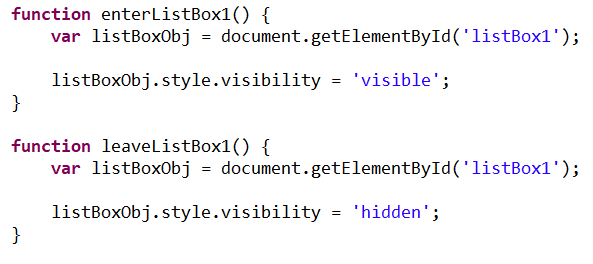 function enterListBox1() {
    var listBoxObj = document.getElementById('listBox1');
    listBoxObj.style.visibility = 'visible';
}
function leaveListBox1() {
    var listBoxObj = document.getElementById('listBox1');
    listBoxObj.style.visibility = 'hidden';
}